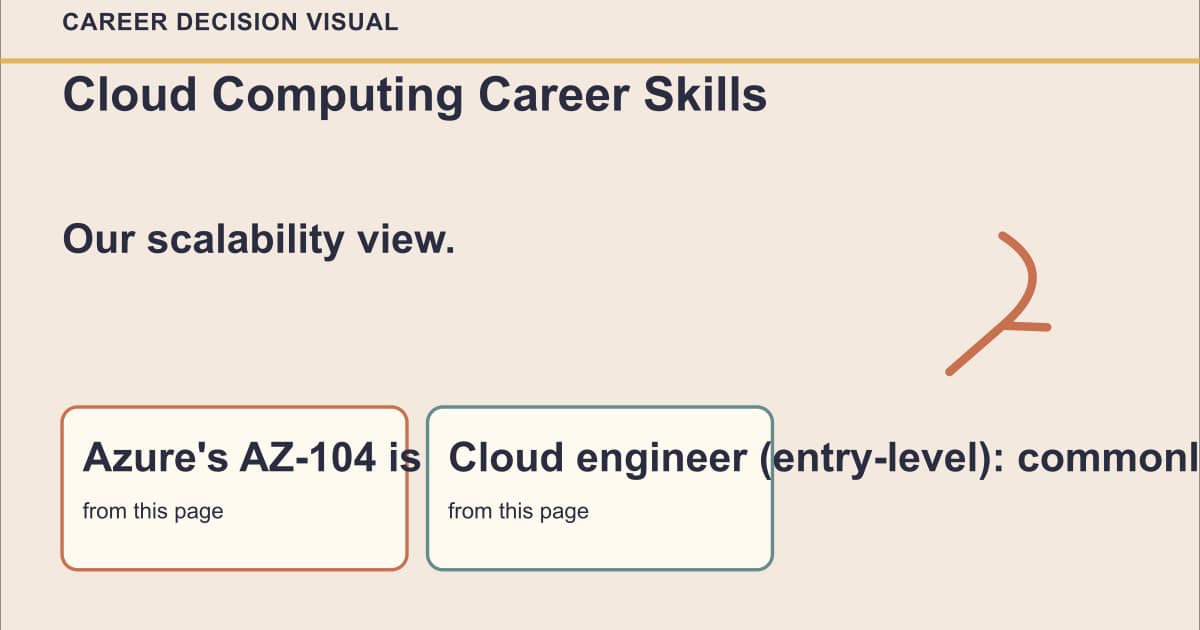 CAREER DECISION VISUAL
Cloud Computing Career Skills
Our scalability view.
Azure's AZ-104 is
from this page
Cloud engineer (entry-level): commonl
from this page